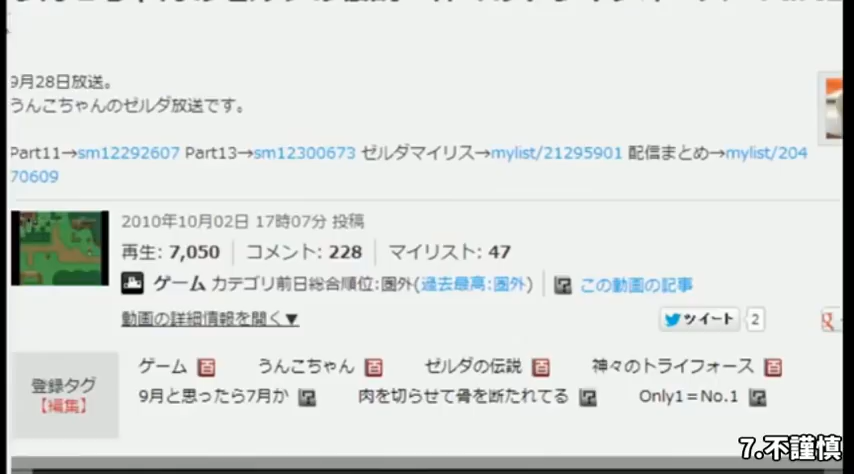 9月28日放送。
うんこちゃんのゼルダ放送です。
Part11→sm12292607 Part13→sm12300673 ゼルダマイリス→mylist/21295901 配信まとめ→mylist/204
70609
2010年10月02日 17時07分 投稿
再生: 7,050 コメント: 228 マイリスト: 47
ゲーム カテゴリ前日総合順位:圏外(過去最高:圏外) この動画の記事
動画の詳細情報を開く▼
ツイート 2
登録タグ
【編集】
ゲーム 百 うんこちゃん 百 ゼルダの伝説 百 神々のトライフォース 百
9月と思ったら7月か 肉を切らせて骨を断たれてる Only1=No.1
7.不謹慎